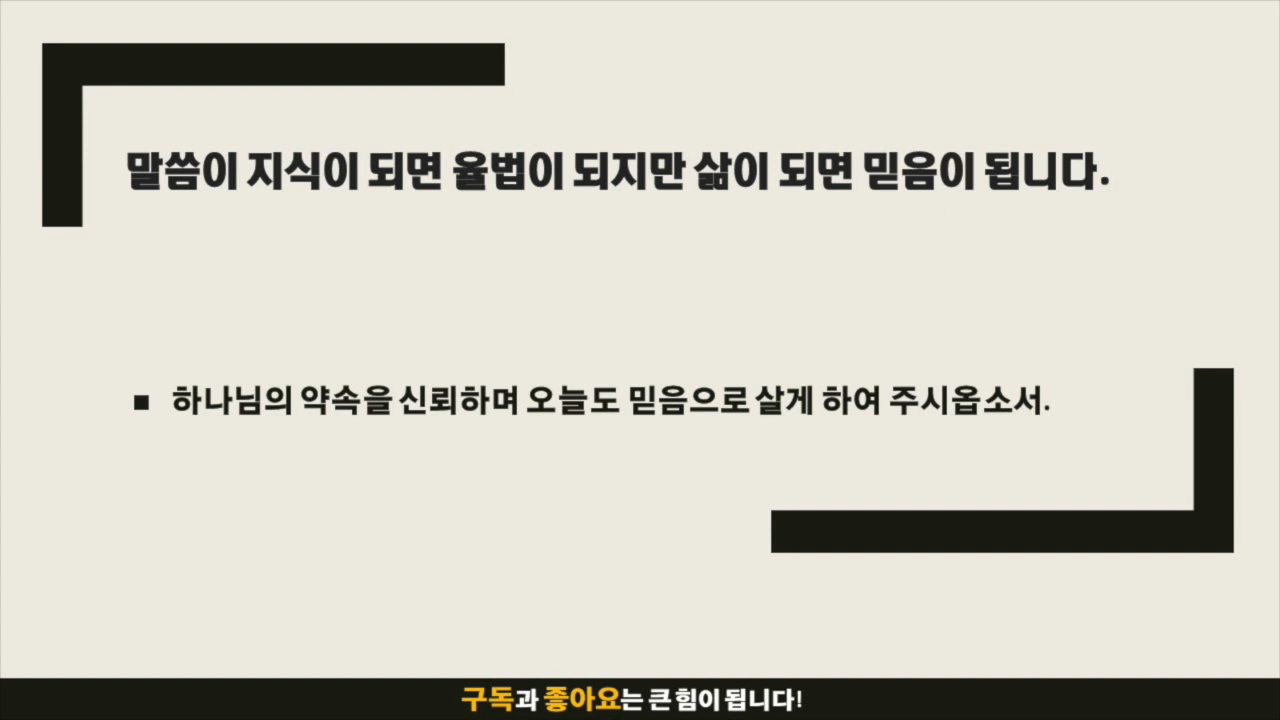 말씀이 지식이 되면 율법이 되지만 삶이 되면 믿음이 됩니다.
■ 하나님의 약속을 신뢰하며 오늘도 믿음으로 살게 하여 주시옵소서.
구독과 좋아요는 큰 힘이 됩니다!